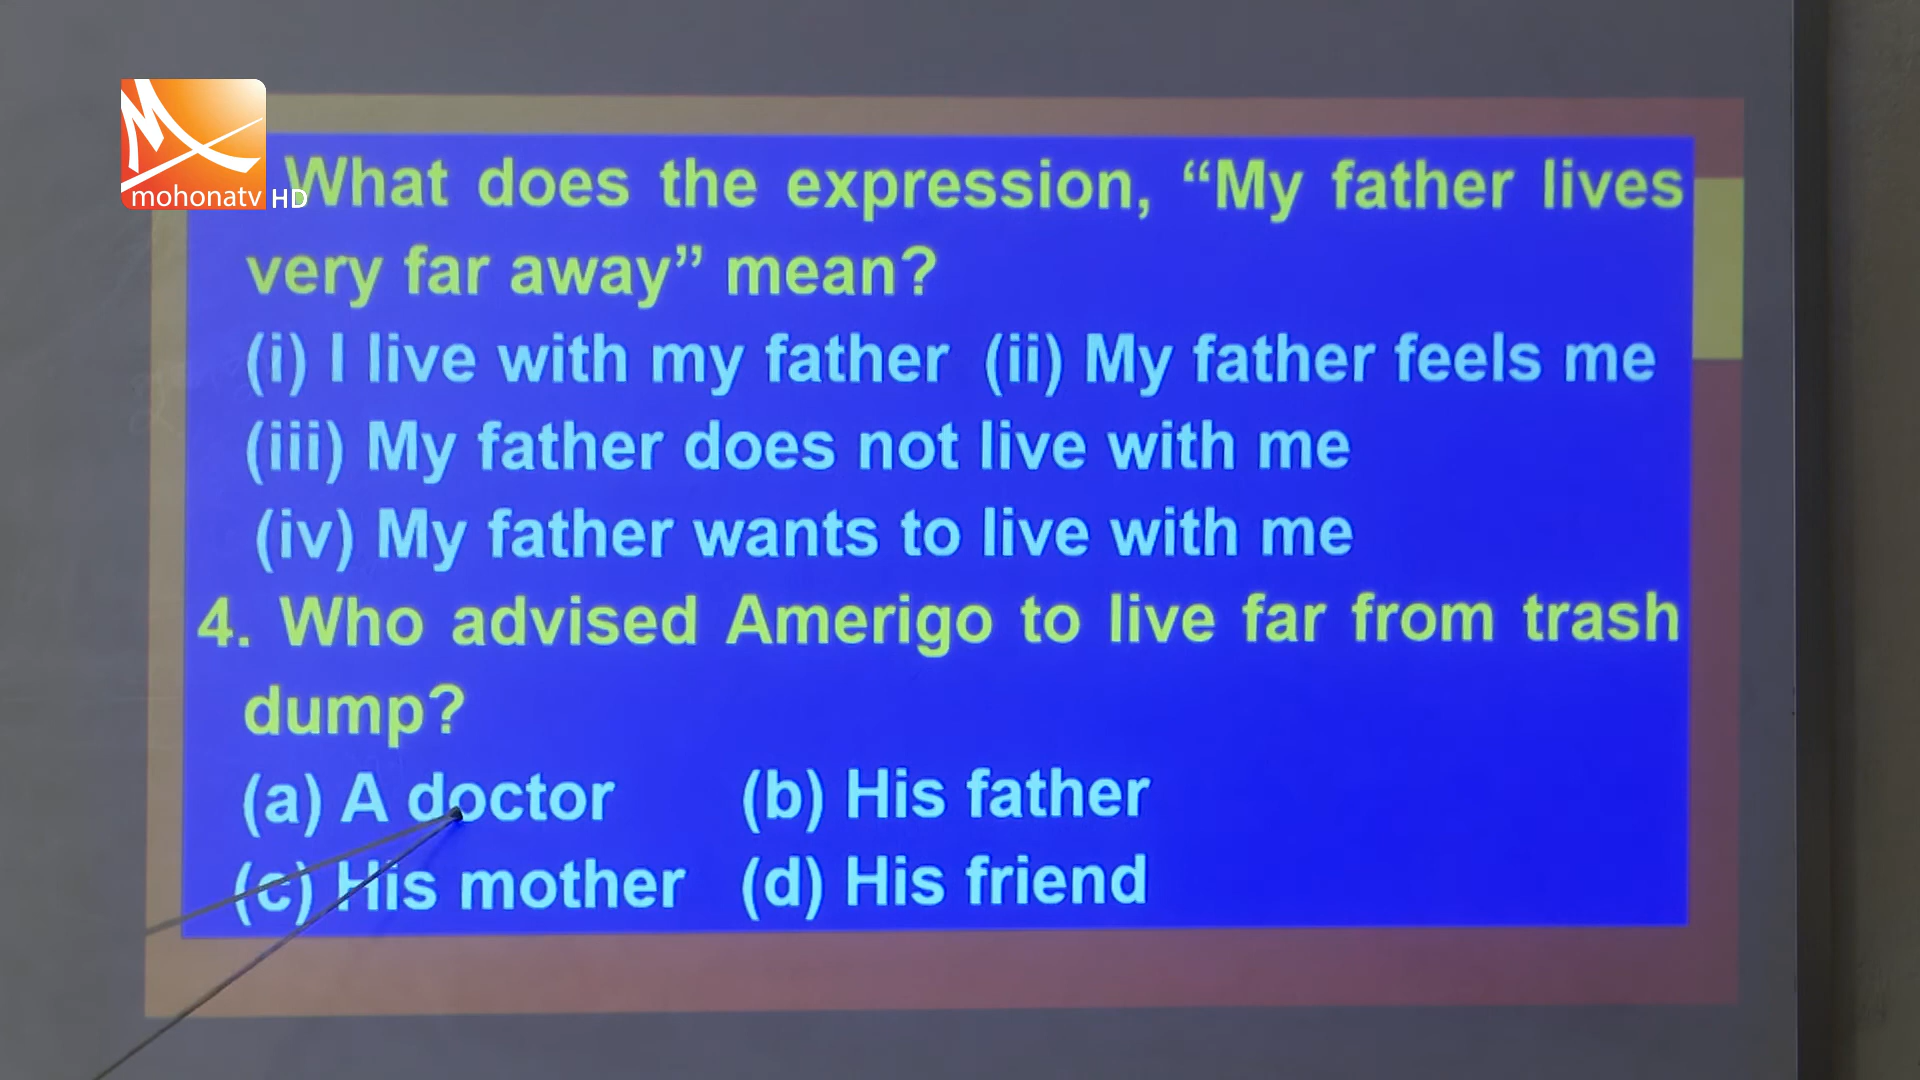 mohonatv HD
What does the expression, “My father lives
very far away” mean?
(i) I live with my father (ii) My father feels me
(iii) My father does not live with me
(iv) My father wants to live with me
4. Who advised Amerigo to live far from trash
dump?
(a) A doctor (b) His father
(c) His mother (d) His friend